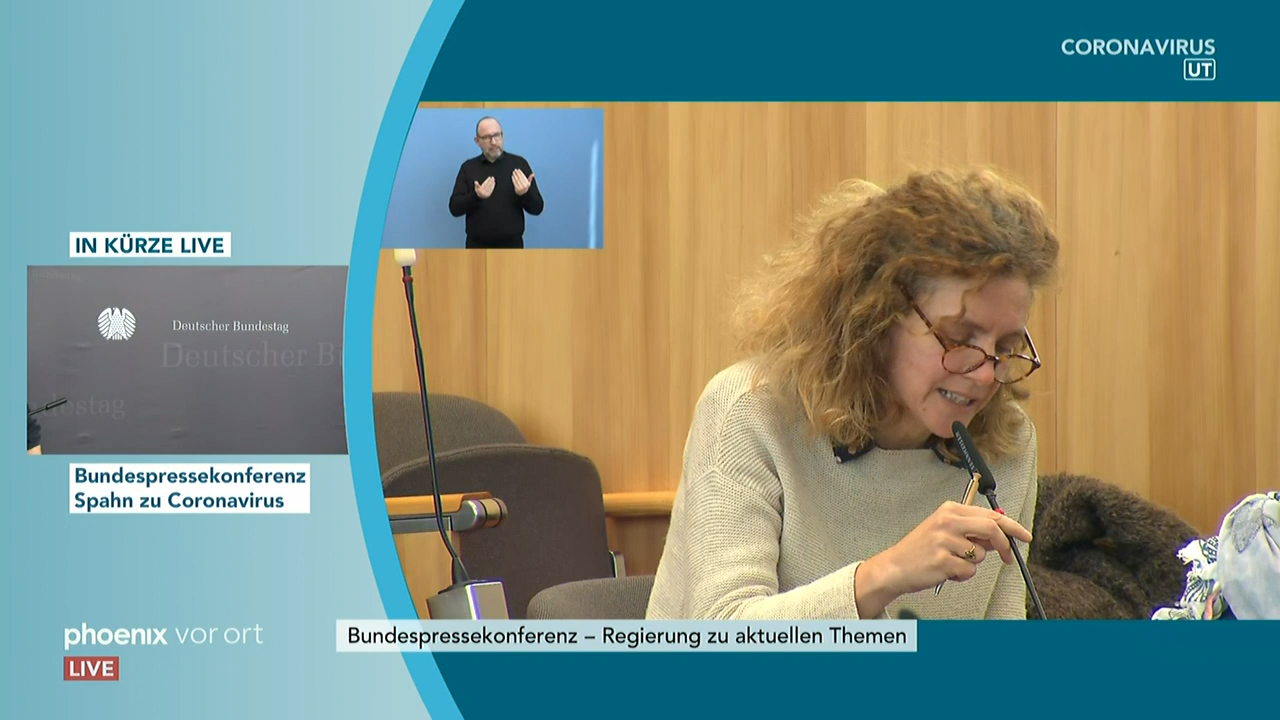 CORONAVIRUS
UT
IN KÜRZE LIVE
Deutscher Bundestag
Deutscher B
destag
Bundespressekonferenz
Spahn zu Coronavirus
phoenix vor ort
LIVE
Bundespressekonferenz – Regierung zu aktuellen Themen